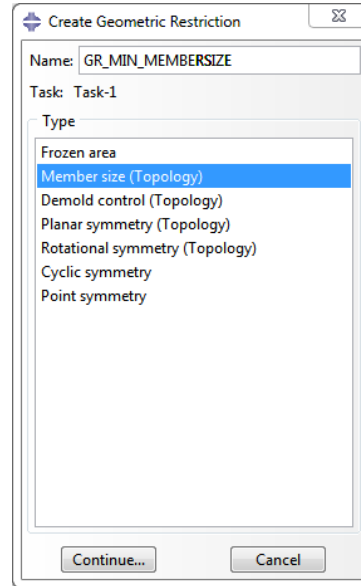 Create Geometric Restriction
Name: GR_MIN_MEMBERSIZE
Task: Task-1
Type
Frozen area
Member size (Topology)
Demold control (Topology)
Planar symmetry (Topology)
Rotational symmetry (Topology)
Cyclic symmetry
Point symmetry
Continue... Cancel